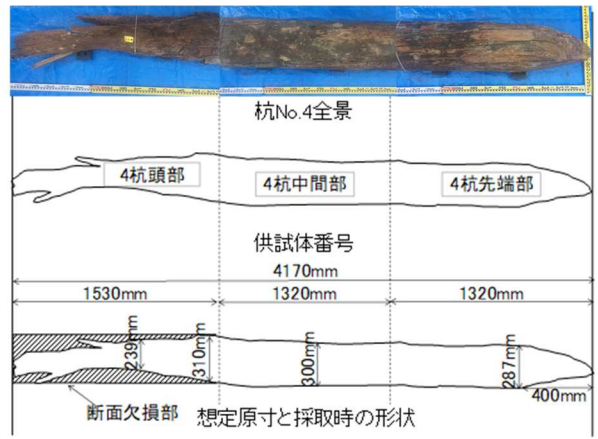 杭No.4全景
4杭頭部
4杭中間部
4杭先端部
供試体番号
4170mm
1530mm
1320mm
1320mm
239mm
310mm
300mm
287mm
400mm
断面欠損部
想定原寸と採取時の形状